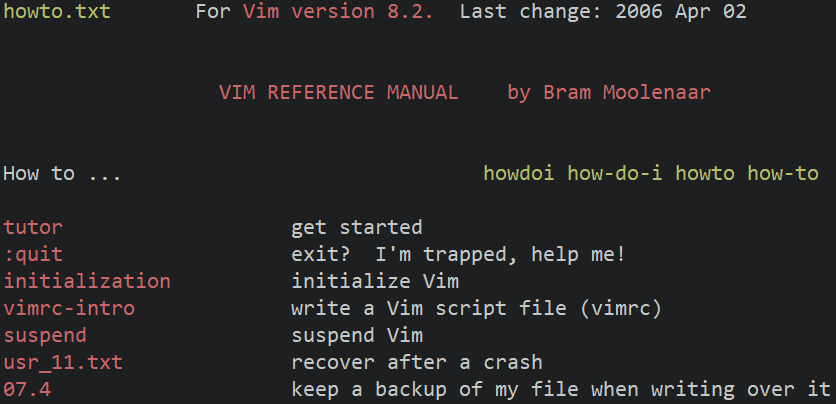 howto.txt For Vim version 8.2. Last change: 2006 Apr 02
VIM REFERENCE MANUAL by Bram Moolenaar
How to ... howdoi how-do-i howto how-to
tutor get started
:quit exit? I'm trapped, help me!
initialization initialize Vim
vimrc-intro write a Vim script file (vimrc)
suspend suspend Vim
usr_11.txt recover after a crash
07.4 keep a backup of my file when writing over it